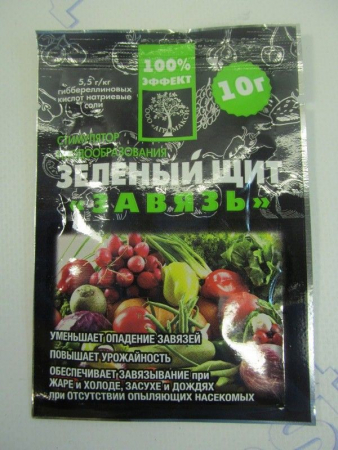 100%
ЭФФЕКТ
10г
5,5 г/кг
гиббереллиновых
кислот натриевые
соли
СТИМУЛЯТОР
ПЛОДООБРАЗОВАНИЯ
ЗЕЛЕНЫЙ ЩИТ
«ЗАВЯЗЬ»
УМЕНЬШАЕТ ОПАДЕНИЕ ЗАВЯЗЕЙ
ПОВЫШАЕТ УРОЖАЙНОСТЬ
ОБЕСПЕЧИВАЕТ ЗАВЯЗЫВАНИЕ при
ЖАРЕ и ХОЛОДЕ, ЗАСУХЕ и ДОЖДЯХ
при ОТСУТСТВИИ ОПЫЛЯЮЩИХ НАСЕКОМЫХ